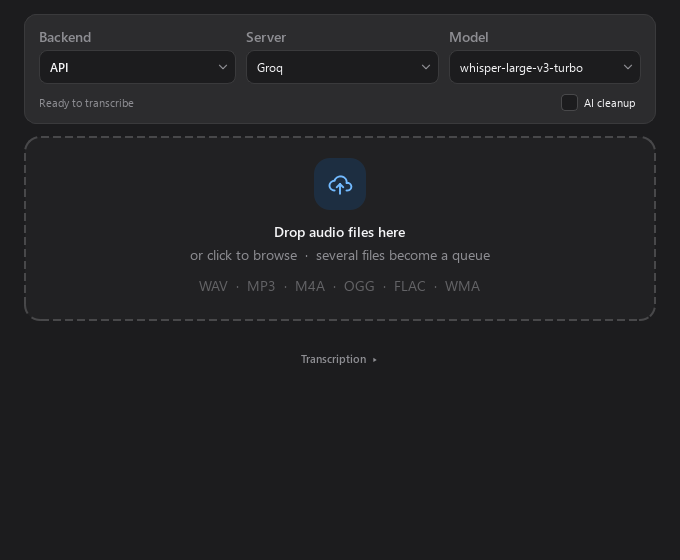 Backend Server Model
API Groq whisper-large-v3-turbo
Ready to transcribe AI cleanup
Drop audio files here
or click to browse · several files become a queue
WAV · MP3 · M4A · OGG · FLAC · WMA
Transcription ▸